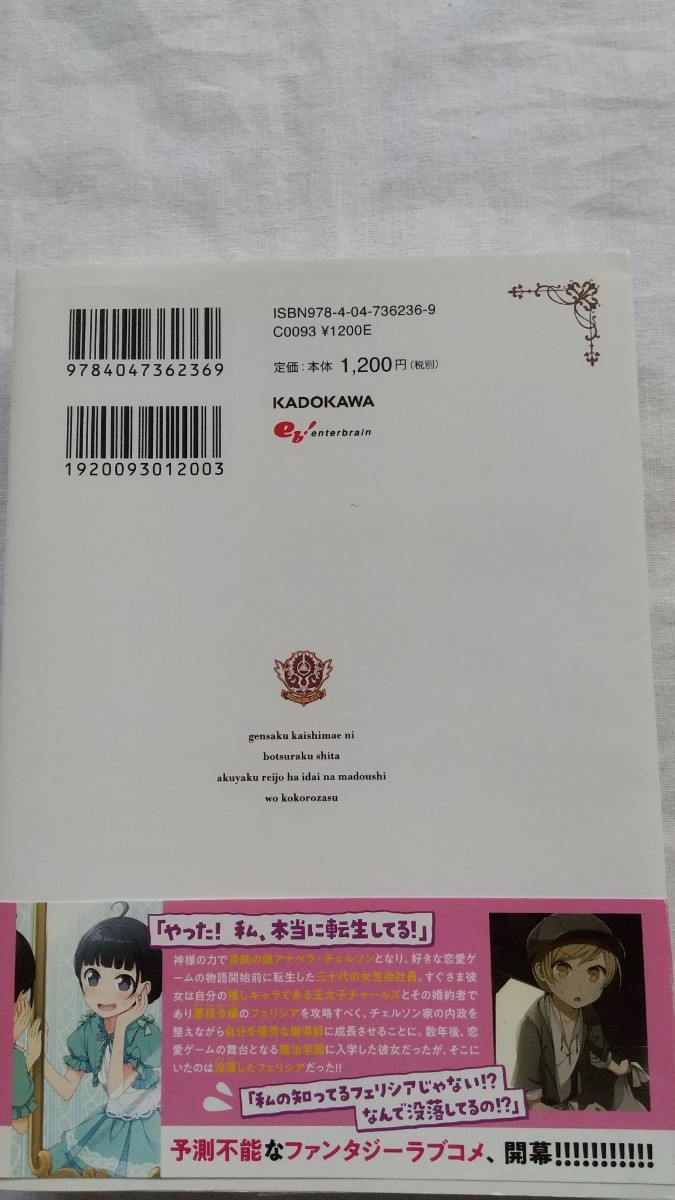 ISBN978-4-04-736236-9
C0093 ¥1200E
9784047362369
定価:本体 1,200円(税別)
KADOKAWA
eb! enterbrain
1920093012003
gensaku kaishimae ni
botsuraku shita
akuyaku reijo ha idai na madoushi
wo kokorozasu
「やった! 私、本当に転生してる!」
神様の力で貴族の娘アナベラ・チェルソンとなり、好きな恋愛ゲ
ームの物語開始前に転生した三十代の女性会社員。すぐさま彼
女は自分の推しキャラである王太子チャールズとその婚約者で
あり悪役令嬢のフェリシアを攻略すべく、チェルソン家の内政を
整えながら自分を優秀な魔導師に成長させることに。数年後、恋
愛ゲームの舞台となる魔法学園に入学した彼女だったが、そこに
いたのは没落したフェリシアだった!!
「私の知ってるフェリシアじゃない!?
なんで没落してるの!?」
予測不能なファンタジーラブコメ、開幕!!!!!!!!!!!